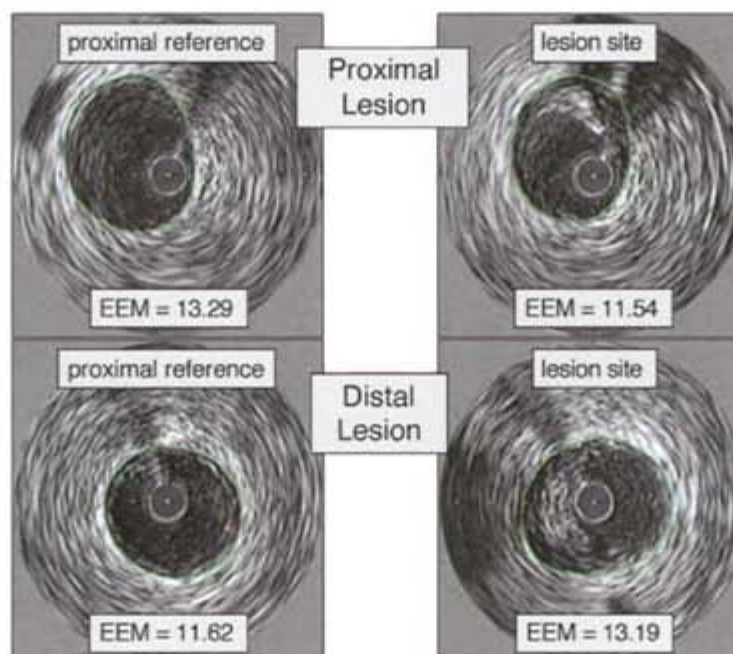 proximal reference
Proximal
Lesion
lesion site
EEM = 13.29
EEM = 11.54
proximal reference
Distal
Lesion
lesion site
EEM = 11.62
EEM = 13.19